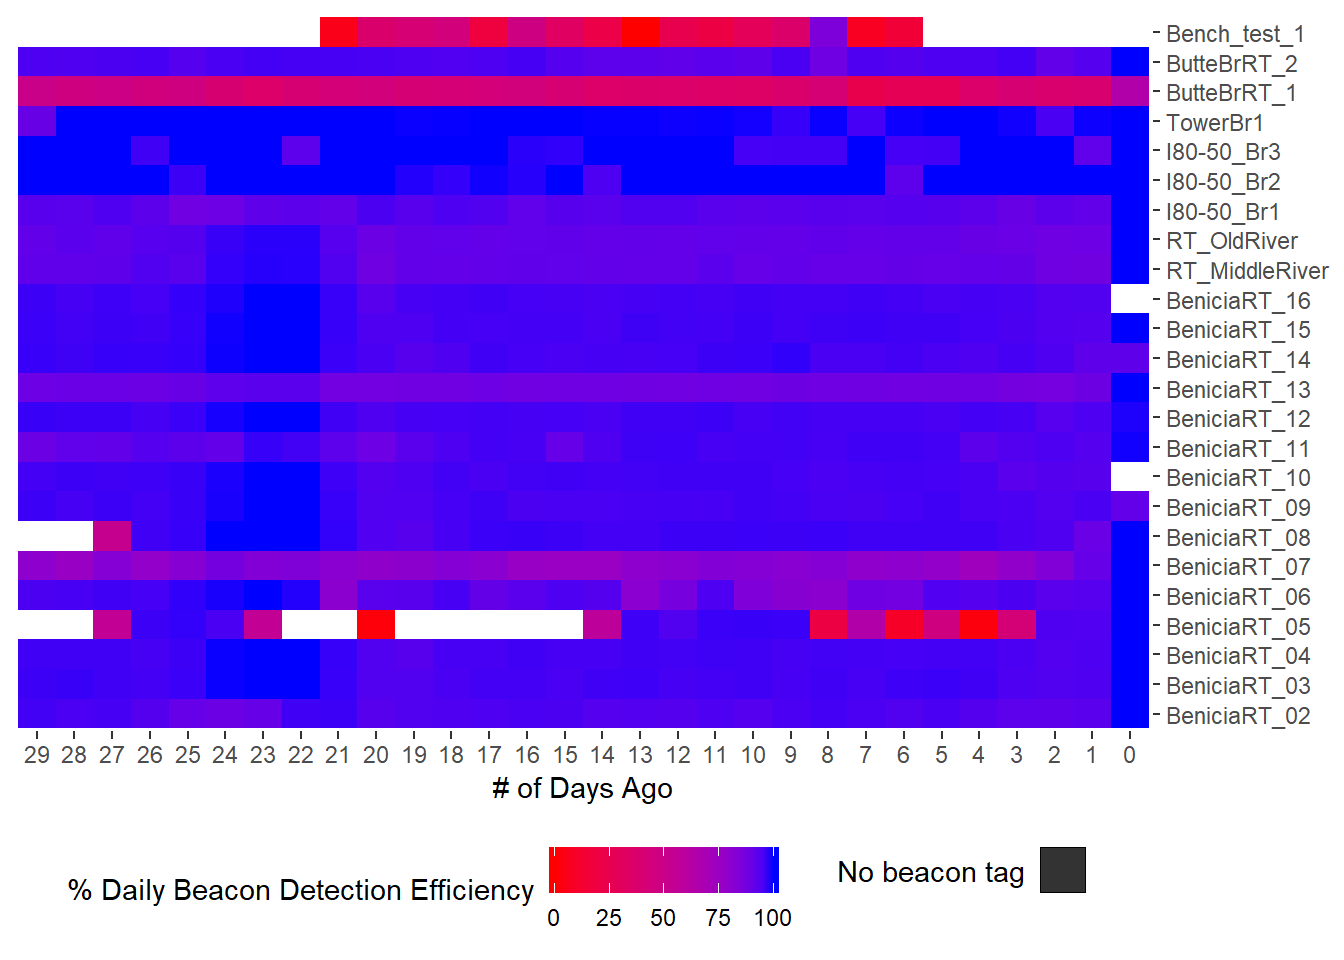 Bench_test_1
ButteBrRT_2
ButteBrRT_1
TowerBr1
I80-50_Br3
I80-50_Br2
I80-50_Br1
RT_OldRiver
RT_MiddleRiver
BeniciaRT_16
BeniciaRT_15
BeniciaRT_14
BeniciaRT_13
BeniciaRT_12
BeniciaRT_11
BeniciaRT_10
BeniciaRT_09
BeniciaRT_08
BeniciaRT_07
BeniciaRT_06
BeniciaRT_05
BeniciaRT_04
BeniciaRT_03
BeniciaRT_02
29 28 27 26 25 24 23 22 21 20 19 18 17 16 15 14 13 12 11 10 9 8 7 6 5 4 3 2 1 0
# of Days Ago
% Daily Beacon Detection Efficiency
0 25 50 75 100
No beacon tag